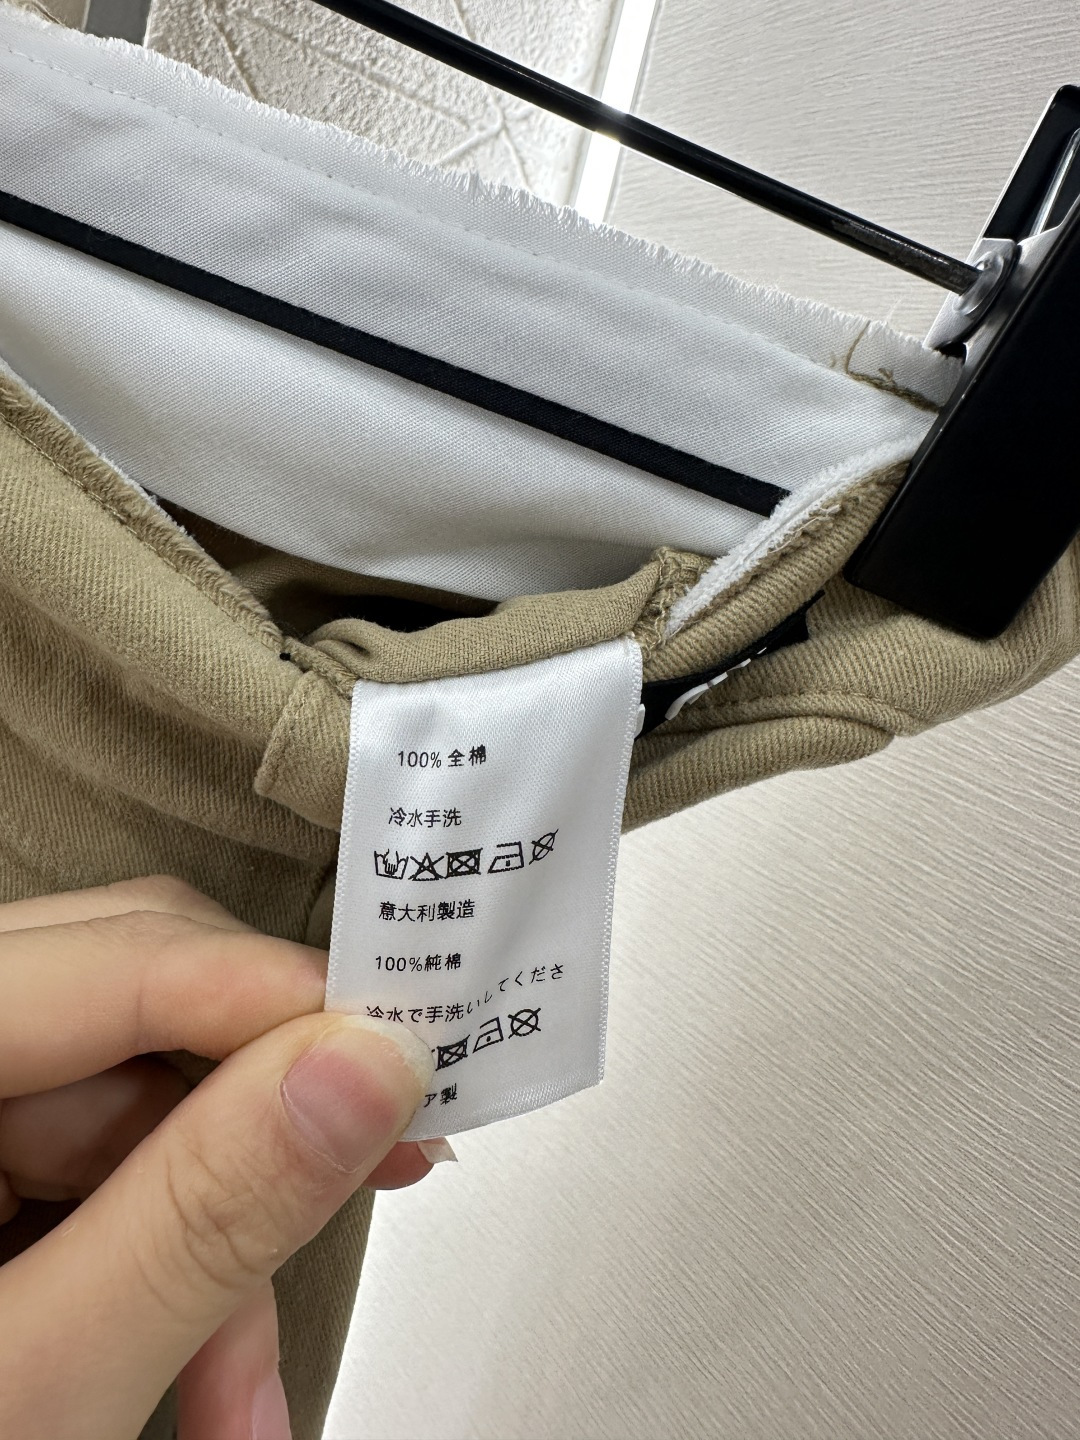 100% 全棉
冷水手洗
意大利製造
100%純棉
冷水で手洗いしてくださ
ア製